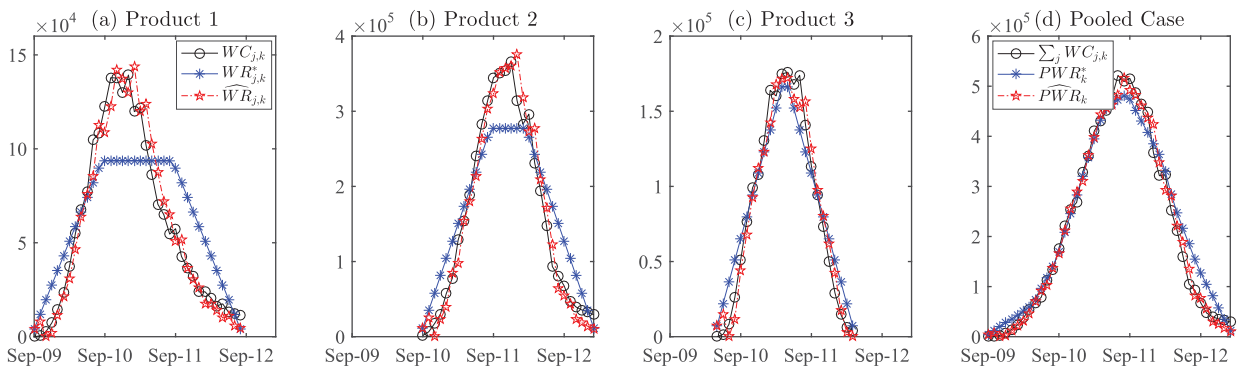 (a) Product 1
×10⁴
15
10
5
0
Sep-09 Sep-10 Sep-11 Sep-12
WC_{j,k}
WR*_{j,k}
\widehat{WR}_{j,k}
(b) Product 2
×10⁵
4
3
2
1
0
Sep-09 Sep-10 Sep-11 Sep-12
(c) Product 3
×10⁵
2
1.5
1
0.5
0
Sep-09 Sep-10 Sep-11 Sep-12
(d) Pooled Case
×10⁵
6
5
4
3
2
1
0
Sep-09 Sep-10 Sep-11 Sep-12
∑_j WC_{j,k}
PWR*_k
\widehat{PWR}_k